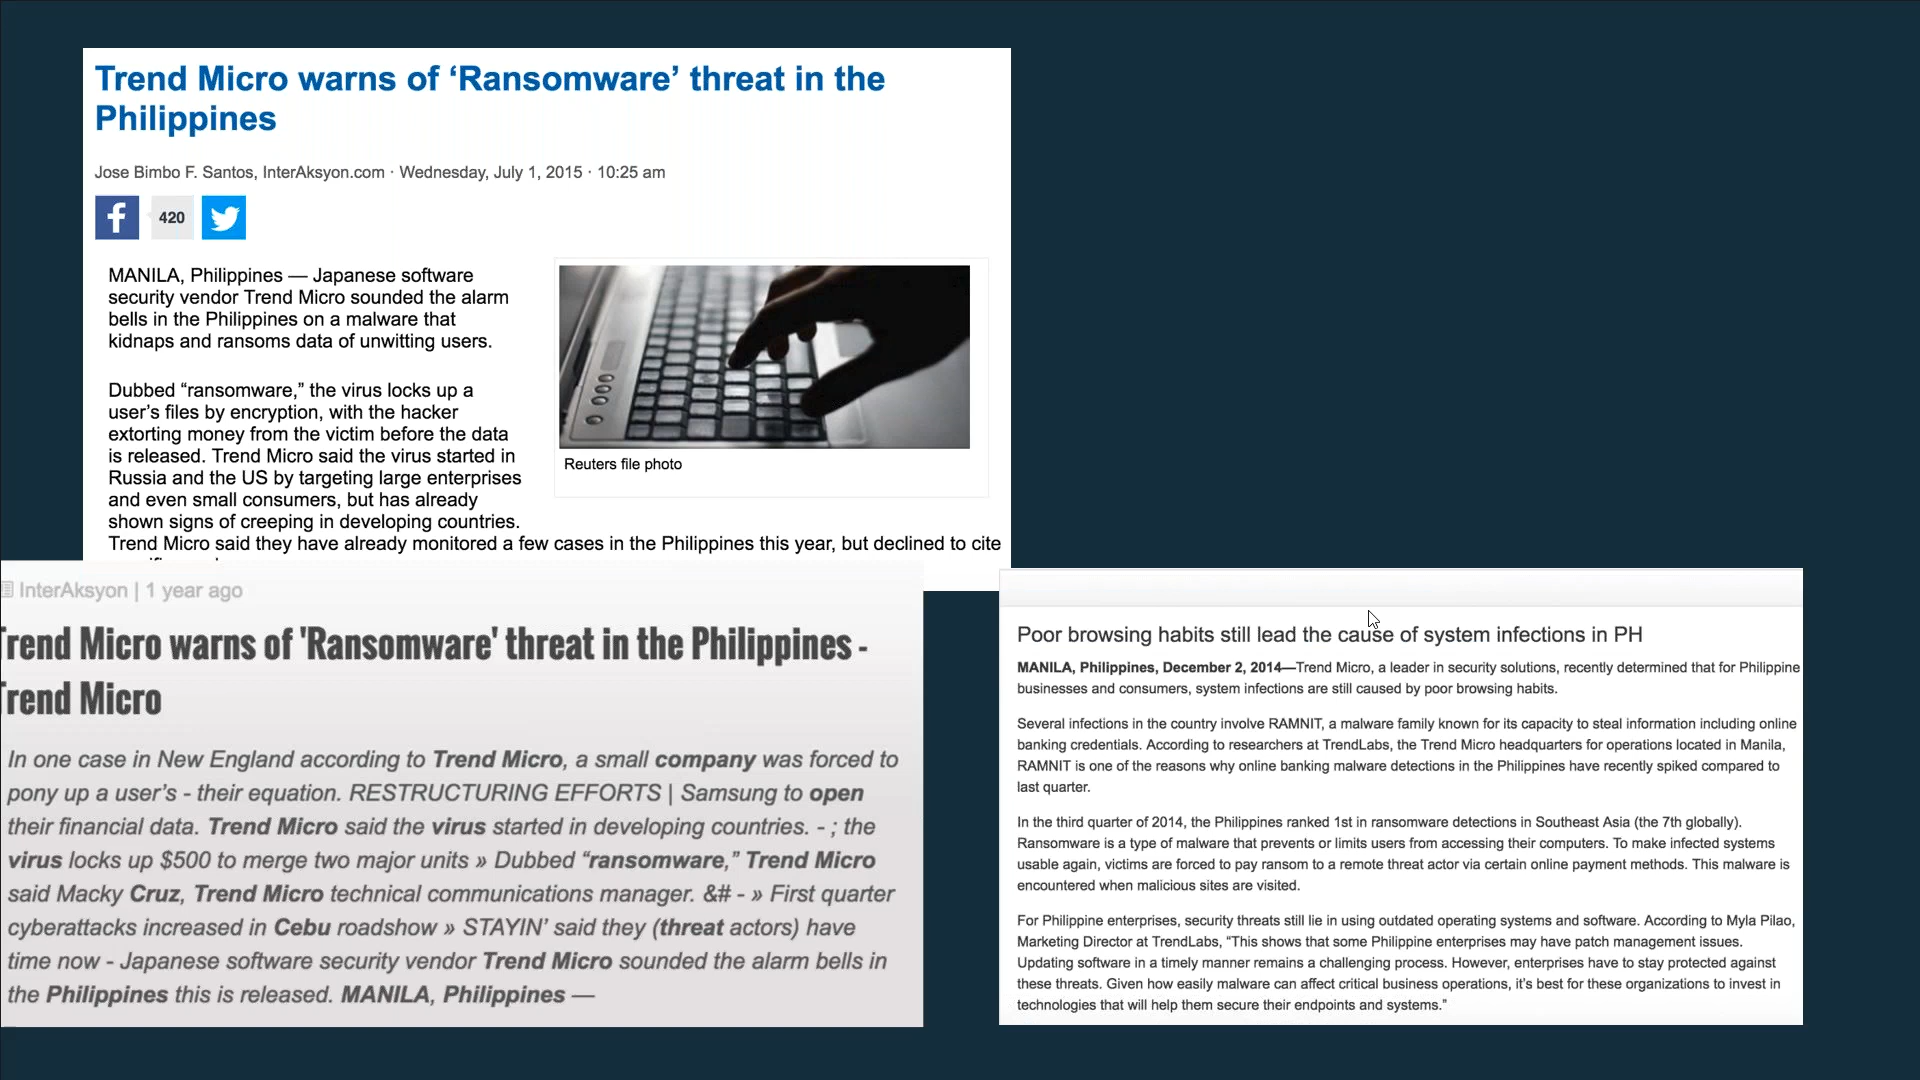 Trend Micro warns of ‘Ransomware’ threat in the
Philippines
Jose Bimbo F. Santos, InterAksyon.com · Wednesday, July 1, 2015 · 10:25 am
f
420
MANILA, Philippines — Japanese software
security vendor Trend Micro sounded the alarm
bells in the Philippines on a malware that
kidnaps and ransoms data of unwitting users.
Dubbed “ransomware,” the virus locks up a
user’s files by encryption, with the hacker
extorting money from the victim before the data
is released. Trend Micro said the virus started in
Russia and the US by targeting large enterprises
and even small consumers, but has already
shown signs of creeping in developing countries.
Trend Micro said they have already monitored a few cases in the Philippines this year, but declined to cite
Reuters file photo
InterAksyon | 1 year ago
Trend Micro warns of 'Ransomware' threat in the Philippines -
Trend Micro
In one case in New England according to Trend Micro, a small company was forced to
pony up a user’s - their equation. RESTRUCTURING EFFORTS | Samsung to open
their financial data. Trend Micro said the virus started in developing countries. - ; the
virus locks up $500 to merge two major units » Dubbed “ransomware,” Trend Micro
said Macky Cruz, Trend Micro technical communications manager. &# - » First quarter
cyberattacks increased in Cebu roadshow » STAYIN’ said they (threat actors) have
time now - Japanese software security vendor Trend Micro sounded the alarm bells in
the Philippines this is released. MANILA, Philippines —
Poor browsing habits still lead the cause of system infections in PH
MANILA, Philippines, December 2, 2014—Trend Micro, a leader in security solutions, recently determined that for Philippine
businesses and consumers, system infections are still caused by poor browsing habits.
Several infections in the country involve RAMNIT, a malware family known for its capacity to steal information including online
banking credentials. According to researchers at TrendLabs, the Trend Micro headquarters for operations located in Manila,
RAMNIT is one of the reasons why online banking malware detections in the Philippines have recently spiked compared to
last quarter.
In the third quarter of 2014, the Philippines ranked 1st in ransomware detections in Southeast Asia (the 7th globally).
Ransomware is a type of malware that prevents or limits users from accessing their computers. To make infected systems
usable again, victims are forced to pay ransom to a remote threat actor via certain online payment methods. This malware is
encountered when malicious sites are visited.
For Philippine enterprises, security threats still lie in using outdated operating systems and software. According to Myla Pilao,
Marketing Director at TrendLabs, “This shows that some Philippine enterprises may have patch management issues.
Updating software in a timely manner remains a challenging process. However, enterprises have to stay protected against
these threats. Given how easily malware can affect critical business operations, it’s best for these organizations to invest in
technologies that will help them secure their endpoints and systems.”